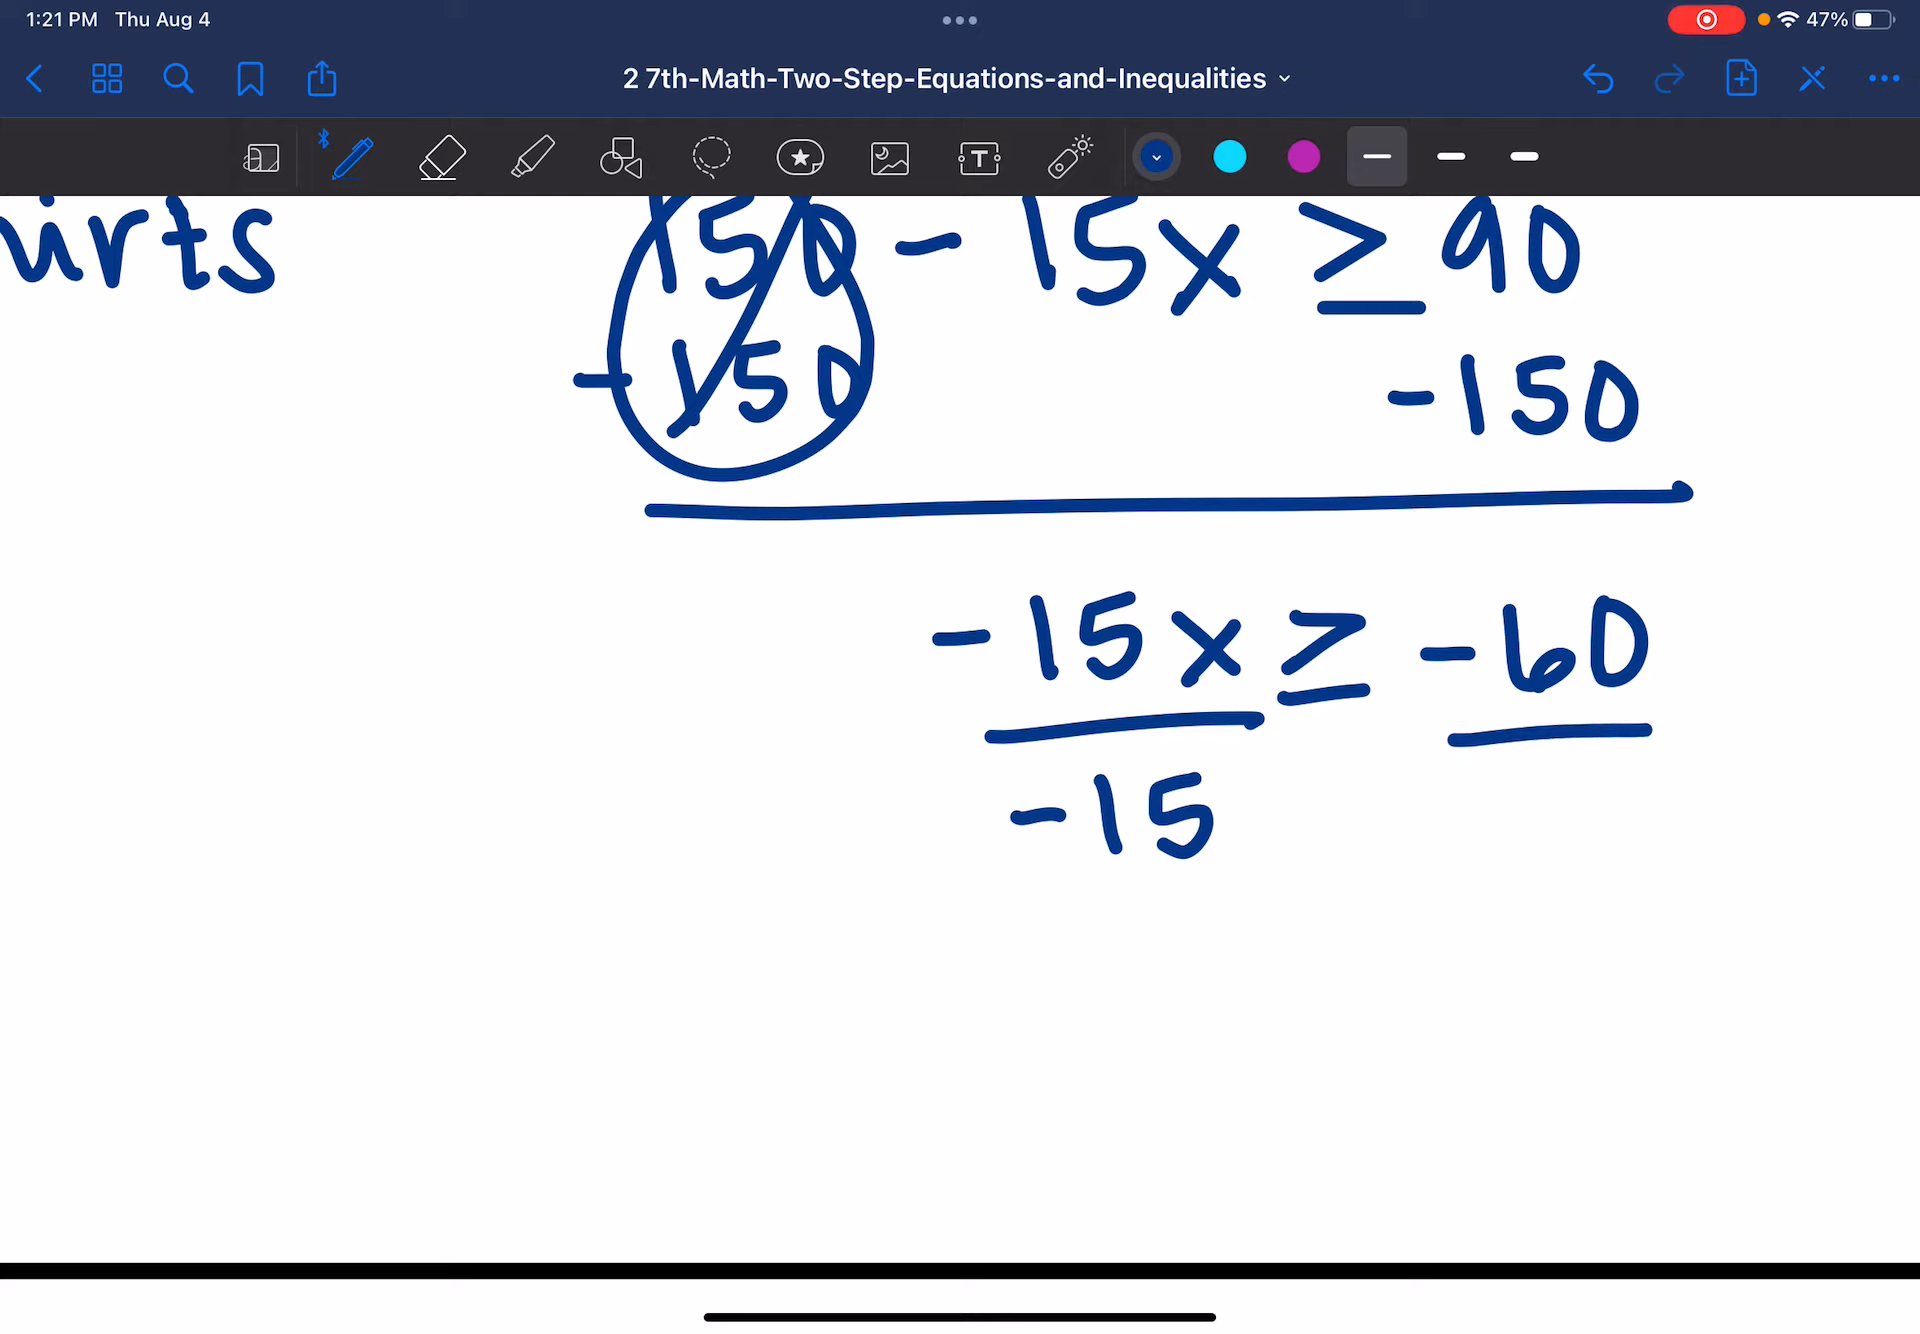 1:21 PM Thu Aug 4
47%
2 7th-Math-Two-Step-Equations-and-Inequalities
150 - 15x ≥ 90
- 150 -150
-15x ≥ -60
-15